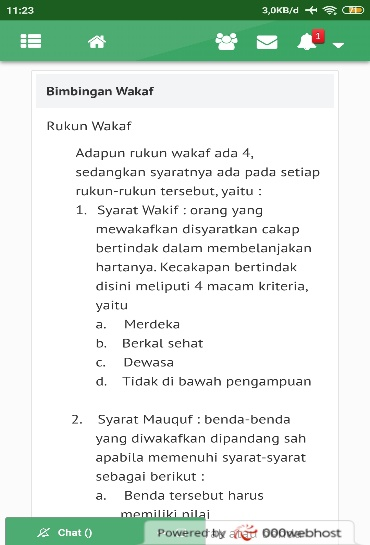 11:23
3,0KB/d
71
1
Bimbingan Wakaf
Rukun Wakaf
Adapun rukun wakaf ada 4,
sedangkan syaratnya ada pada setiap
rukun-rukun tersebut, yaitu :
1. Syarat Wakif : orang yang
mewakafkan disyaratkan cakap
bertindak dalam membelanjakan
hartanya. Kecakapan bertindak
disini meliputi 4 macam kriteria,
yaitu
a. Merdeka
b. Berkal sehat
c. Dewasa
d. Tidak di bawah pengampuan
2. Syarat Mauquf : benda-benda
yang diwakafkan dipandang sah
apabila memenuhi syarat-syarat
sebagai berikut :
a. Benda tersebut harus
memiliki nilai
Chat ()
Powered by 000webhost